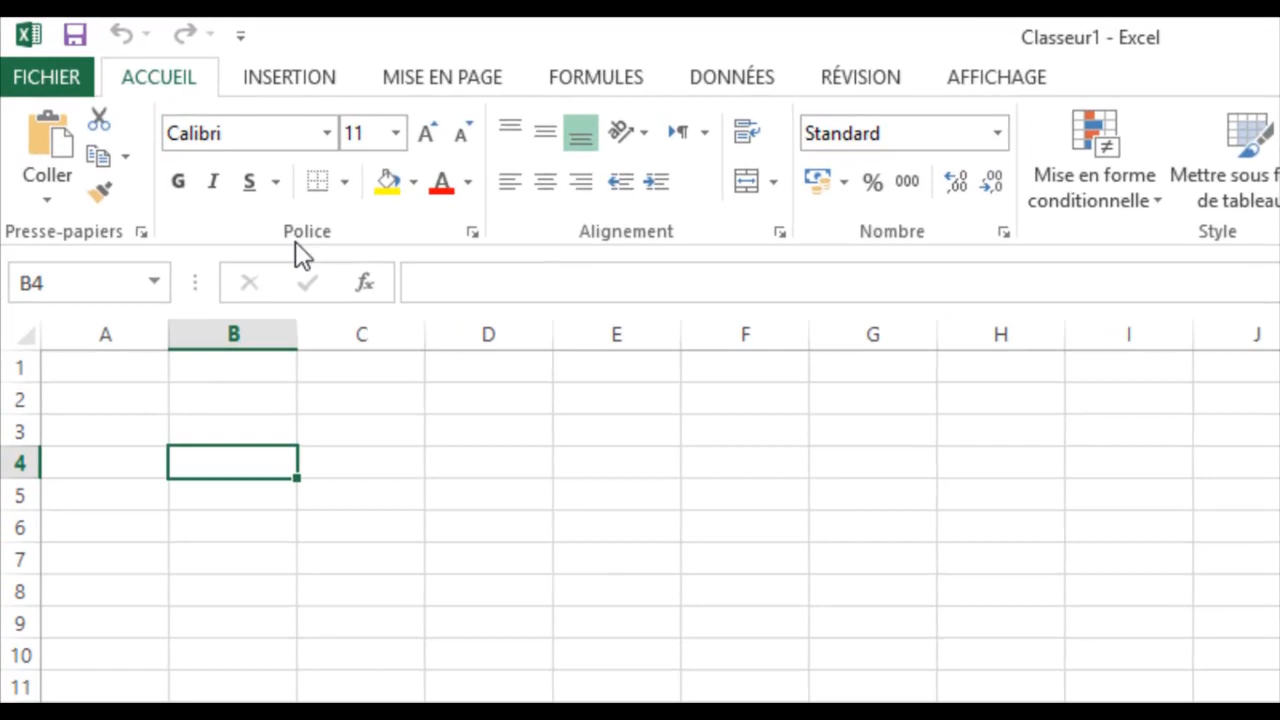 Classeur1 - Excel
FICHIER ACCUEIL INSERTION MISE EN PAGE FORMULES DONNÉES RÉVISION AFFICHAGE
Calibri 11 A A Standard
Coller
G I S A % 000
Mise en forme conditionnelle
Mettre sous f
de tableau
Presse-papiers Police Alignement Nombre Style
B4 fx
A B C D E F G H I J
1
2
3
4
5
6
7
8
9
10
11